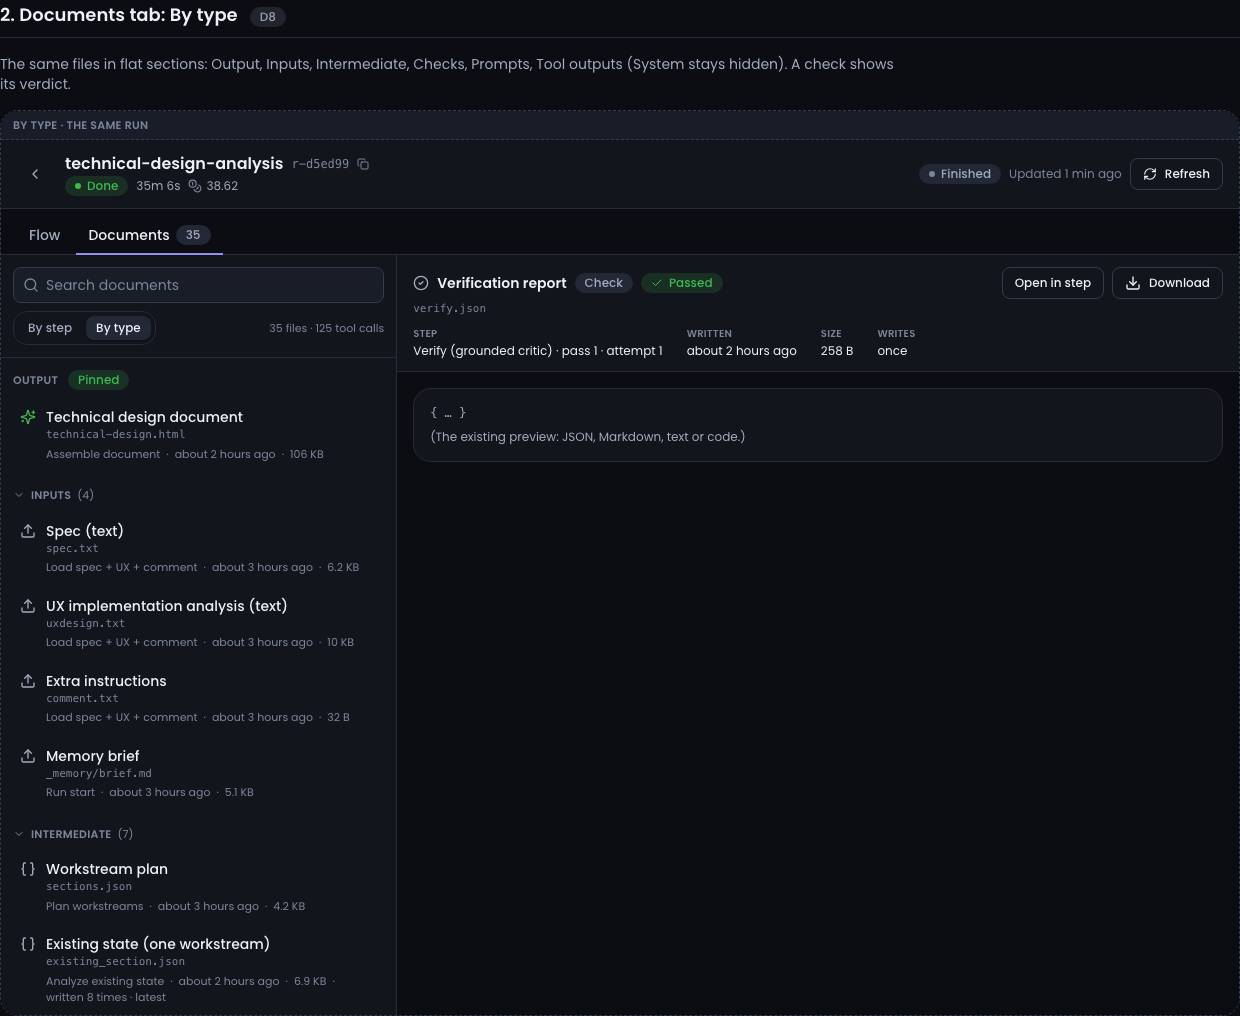 2. Documents tab: By type D8
The same files in flat sections: Output, Inputs, Intermediate, Checks, Prompts, Tool outputs (System stays hidden). A check shows
its verdict.
BY TYPE · THE SAME RUN
technical-design-analysis r-d5ed99
Done 35m 6s 38.62
Finished Updated 1 min ago Refresh
Flow Documents 35
Search documents
By step By type 35 files · 125 tool calls
OUTPUT Pinned
Technical design document
technical-design.html
Assemble document · about 2 hours ago · 106 KB
INPUTS (4)
Spec (text)
spec.txt
Load spec + UX + comment · about 3 hours ago · 6.2 KB
UX implementation analysis (text)
uxdesign.txt
Load spec + UX + comment · about 3 hours ago · 10 KB
Extra instructions
comment.txt
Load spec + UX + comment · about 3 hours ago · 32 B
Memory brief
_memory/brief.md
Run start · about 3 hours ago · 5.1 KB
INTERMEDIATE (7)
Workstream plan
sections.json
Plan workstreams · about 3 hours ago · 4.2 KB
Existing state (one workstream)
existing_section.json
Analyze existing state · about 2 hours ago · 6.9 KB ·
written 8 times · latest
Verification report Check Passed Open in step Download
verify.json
STEP WRITTEN SIZE WRITES
Verify (grounded critic) · pass 1 · attempt 1 about 2 hours ago 258 B once
{ … }
(The existing preview: JSON, Markdown, text or code.)